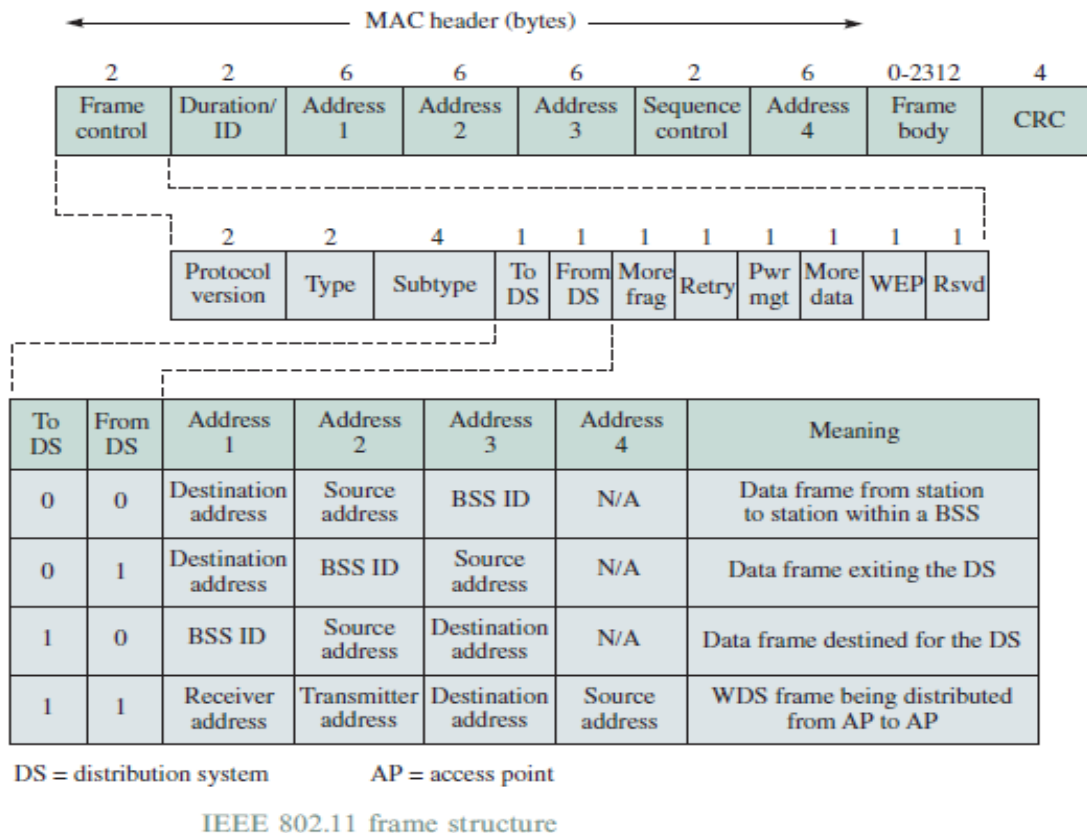 MAC header (bytes)
2 2 6 6 6 2 6 0-2312 4
Frame control
Duration/ ID
Address 1
Address 2
Address 3
Sequence control
Address 4
Frame body
CRC
2 2 4 1 1 1 1 1 1 1 1
Protocol version
Type
Subtype
To DS
From DS
More frag
Retry
Pwr mgt
More data
WEP
Rsvd
To DS
From DS
Address 1
Address 2
Address 3
Address 4
Meaning
0
0
Destination address
Source address
BSS ID
N/A
Data frame from station
to station within a BSS
0
1
Destination address
BSS ID
Source address
N/A
Data frame exiting the DS
1
0
BSS ID
Source address
Destination address
N/A
Data frame destined for the DS
1
1
Receiver address
Transmitter address
Destination address
Source address
WDS frame being distributed
from AP to AP
DS = distribution system
AP = access point
IEEE 802.11 frame structure